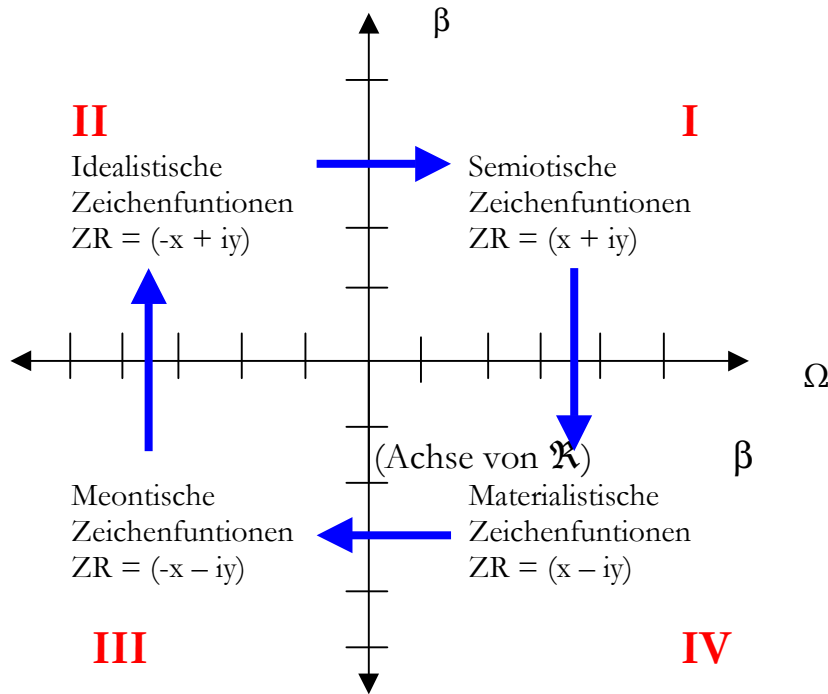 β
II
I
Idealistische
Zeichenfuntionen
ZR = (-x + iy)
Semiotische
Zeichenfuntionen
ZR = (x + iy)
Ω
(Achse von ℜ)
β
Meontische
Zeichenfuntionen
ZR = (-x – iy)
Materialistische
Zeichenfuntionen
ZR = (x – iy)
III
IV